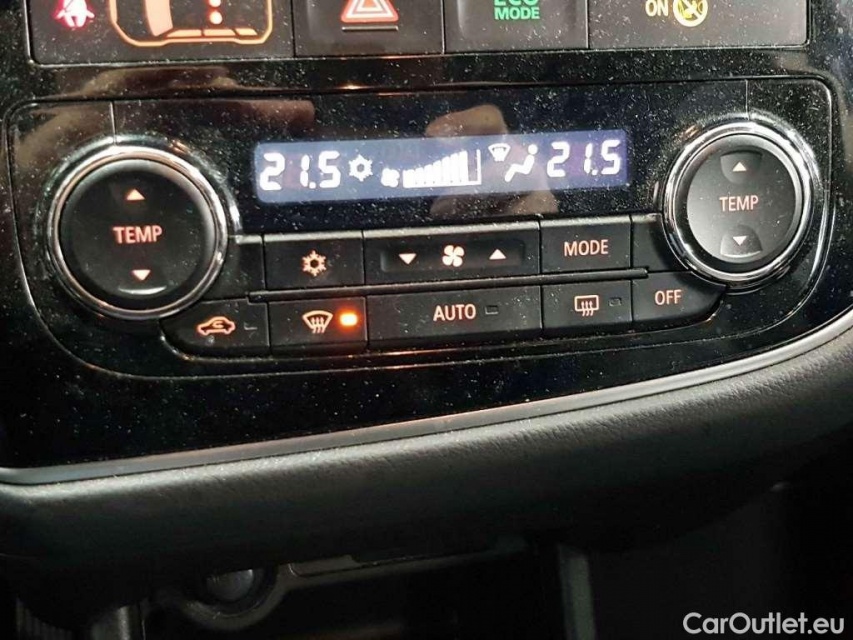 ECO
MODE
ON
21.5 21.5
TEMP
TEMP
MODE
AUTO
OFF
CarOutlet.eu